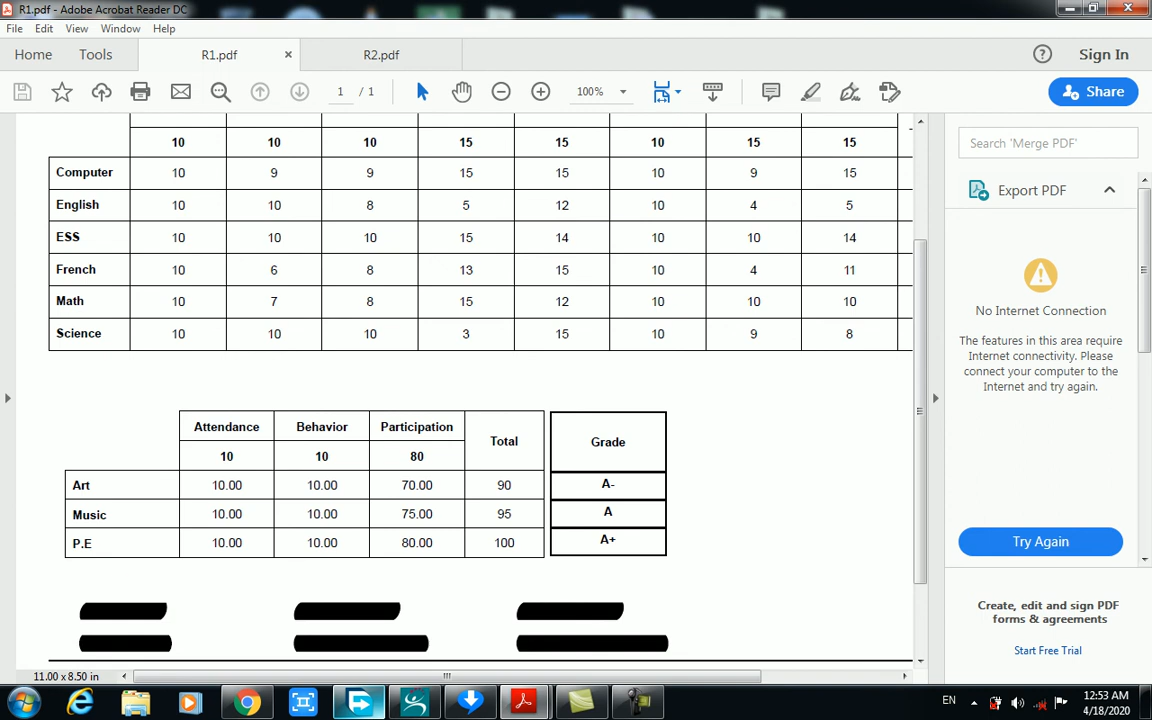 R1.pdf - Adobe Acrobat Reader DC
File Edit View Window Help
Home Tools R1.pdf × R2.pdf ? Sign In
1 / 1 100% Share
10 10 10 15 15 10 15 15
Computer 10 9 9 15 15 10 9 15
English 10 10 8 5 12 10 4 5
ESS 10 10 10 15 14 10 10 14
French 10 6 8 13 15 10 4 11
Math 10 7 8 15 12 10 10 10
Science 10 10 10 3 15 10 9 8
Attendance Behavior Participation Total Grade
10 10 80
Art 10.00 10.00 70.00 90 A-
Music 10.00 10.00 75.00 95 A
P.E 10.00 10.00 80.00 100 A+
Search 'Merge PDF'
Export PDF
No Internet Connection
The features in this area require
Internet connectivity. Please
connect your computer to the
Internet and try again.
Try Again
Create, edit and sign PDF
forms & agreements
Start Free Trial
11.00 x 8.50 in
EN 12:53 AM
4/18/2020